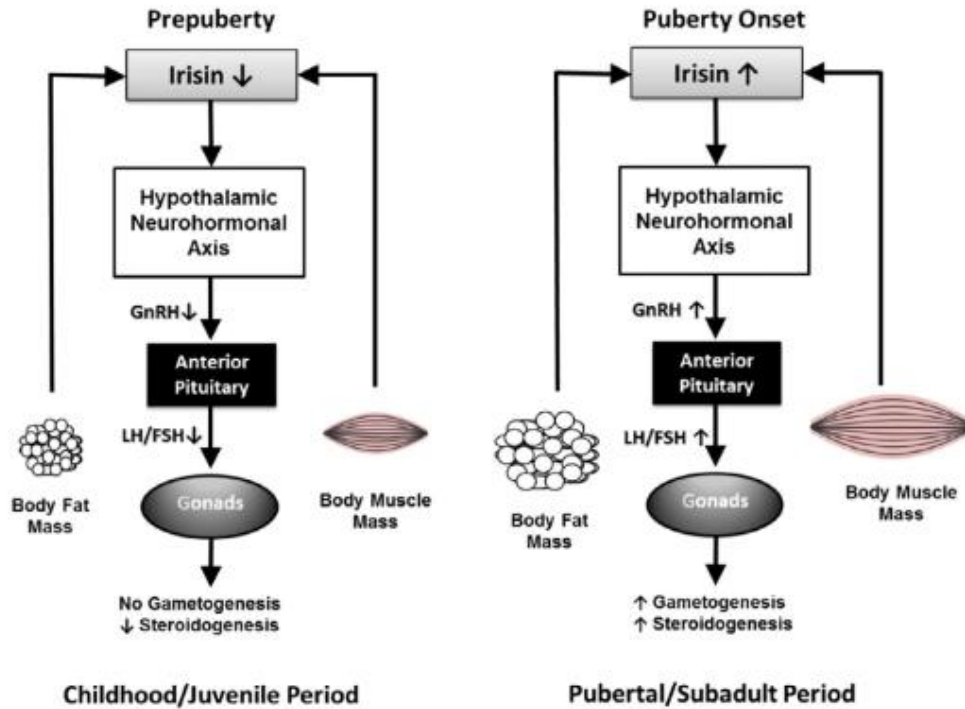 Prepuberty
Irisin ↓
Hypothalamic
Neurohormonal
Axis
GnRH ↓
Anterior
Pituitary
LH/FSH ↓
Gonads
Body Fat
Mass
Body Muscle
Mass
No Gametogenesis
↓ Steroidogenesis
Childhood/Juvenile Period
Puberty Onset
Irisin ↑
Hypothalamic
Neurohormonal
Axis
GnRH ↑
Anterior
Pituitary
LH/FSH ↑
Gonads
Body Fat
Mass
Body Muscle
Mass
↑ Gametogenesis
↑ Steroidogenesis
Pubertal/Subadult Period